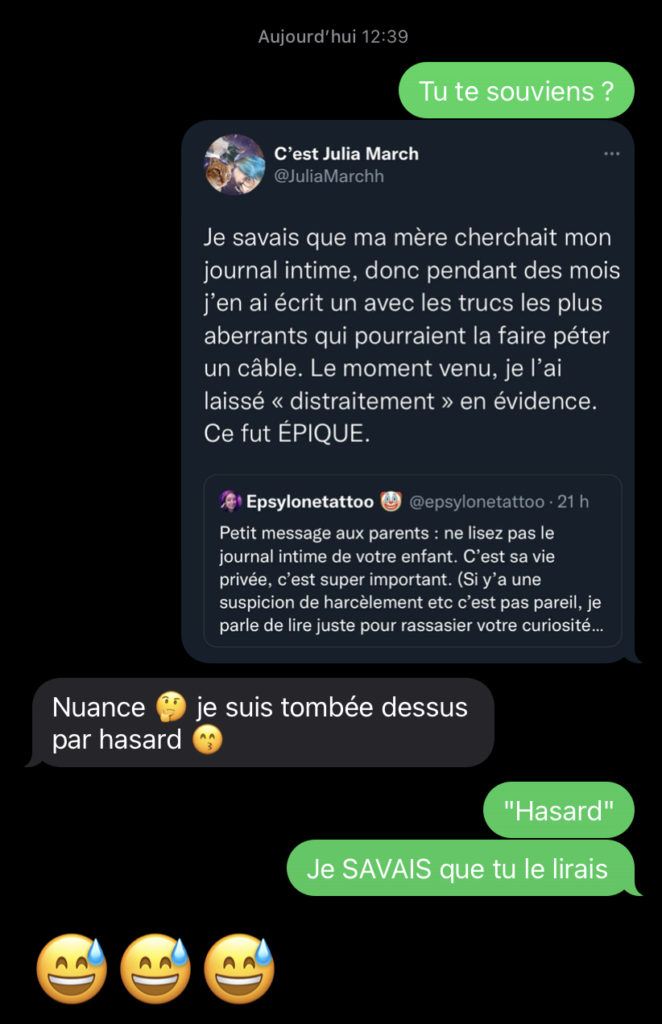 Aujourd'hui 12:39
Tu te souviens ?
C'est Julia March
@JuliaMarchh
Je savais que ma mère cherchait mon
journal intime, donc pendant des mois
j'en ai écrit un avec les trucs les plus
aberrants qui pourraient la faire péter
un câble. Le moment venu, je l'ai
laissé « distraitement » en évidence.
Ce fut ÉPIQUE.
Epsylonetattoo 🤡 @epsylonetattoo · 21 h
Petit message aux parents : ne lisez pas le
journal intime de votre enfant. C'est sa vie
privée, c'est super important. (Si y'a une
suspicion de harcèlement etc c'est pas pareil, je
parle de lire juste pour rassasier votre curiosité...
Nuance 🤔 je suis tombée dessus
par hasard 😙
"Hasard"
Je SAVAIS que tu le lirais
😅😅😅